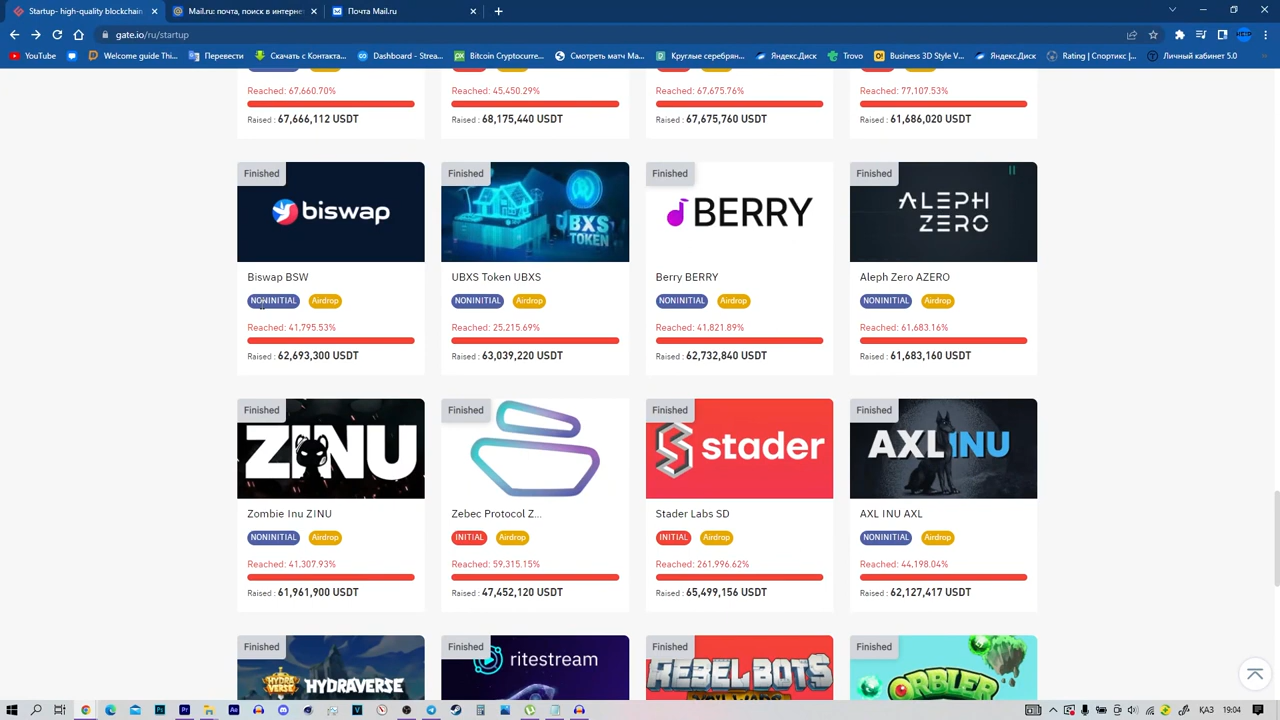 Startup- high-quality blockchain
Mail.ru: почта, поиск в интернет
Почта Mail.ru
gate.io/ru/startup
YouTube
Welcome guide Thi...
Перевести
Скачать с Контакта...
Dashboard - Strea...
Bitcoin Cryptocurre...
Смотреть матч Ма...
Круглые серебрян...
Яндекс.Диск
Trovo
Business 3D Style V...
Яндекс.Диск
Rating | Спортикс |...
Личный кабинет 5.0
Reached: 67,660.70%
Reached: 45,450.29%
Reached: 67,675.76%
Reached: 77,107.53%
Raised : 67,666,112 USDT
Raised : 68,175,440 USDT
Raised : 67,675,760 USDT
Raised : 61,686,020 USDT
Finished
Finished
Finished
Finished
biswap
UBXS TOKEN
BERRY
ALEPH ZERO
Biswap BSW
UBXS Token UBXS
Berry BERRY
Aleph Zero AZERO
NONINITIAL Airdrop
NONINITIAL Airdrop
NONINITIAL Airdrop
NONINITIAL Airdrop
Reached: 41,795.53%
Reached: 25,215.69%
Reached: 41,821.89%
Reached: 61,683.16%
Raised : 62,693,300 USDT
Raised : 63,039,220 USDT
Raised : 62,732,840 USDT
Raised : 61,683,160 USDT
Finished
Finished
Finished
Finished
ZINU
stader
AXL INU
Zombie Inu ZINU
Zebec Protocol Z...
Stader Labs SD
AXL INU AXL
NONINITIAL Airdrop
INITIAL Airdrop
INITIAL Airdrop
NONINITIAL Airdrop
Reached: 41,307.93%
Reached: 59,315.15%
Reached: 261,996.62%
Reached: 44,198.04%
Raised : 61,961,900 USDT
Raised : 47,452,120 USDT
Raised : 65,499,156 USDT
Raised : 62,127,417 USDT
Finished
Finished
Finished
Finished
HYDRA VERSE HYDRAVERSE
ritestream
REBEL BOTS
ORBLER
КАЗ 19:04